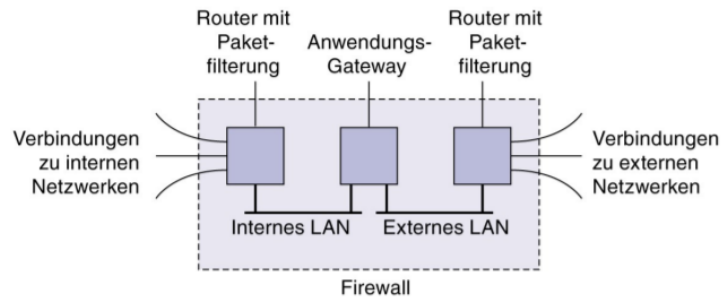 Router mit
Paket-
filterung
Anwendungs-
Gateway
Router mit
Paket-
filterung
Verbindungen
zu internen
Netzwerken
Verbindungen
zu externen
Netzwerken
Internes LAN
Externes LAN
Firewall